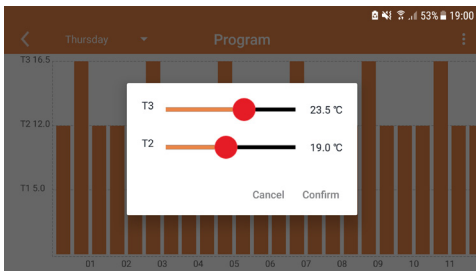 53% 19:00
Thursday Program
T3 16.5
T3 23.5 ℃
T2 12.0
T2 19.0 ℃
T1 5.0
Cancel Confirm
01 02 03 04 05 06 07 08 09 10 11